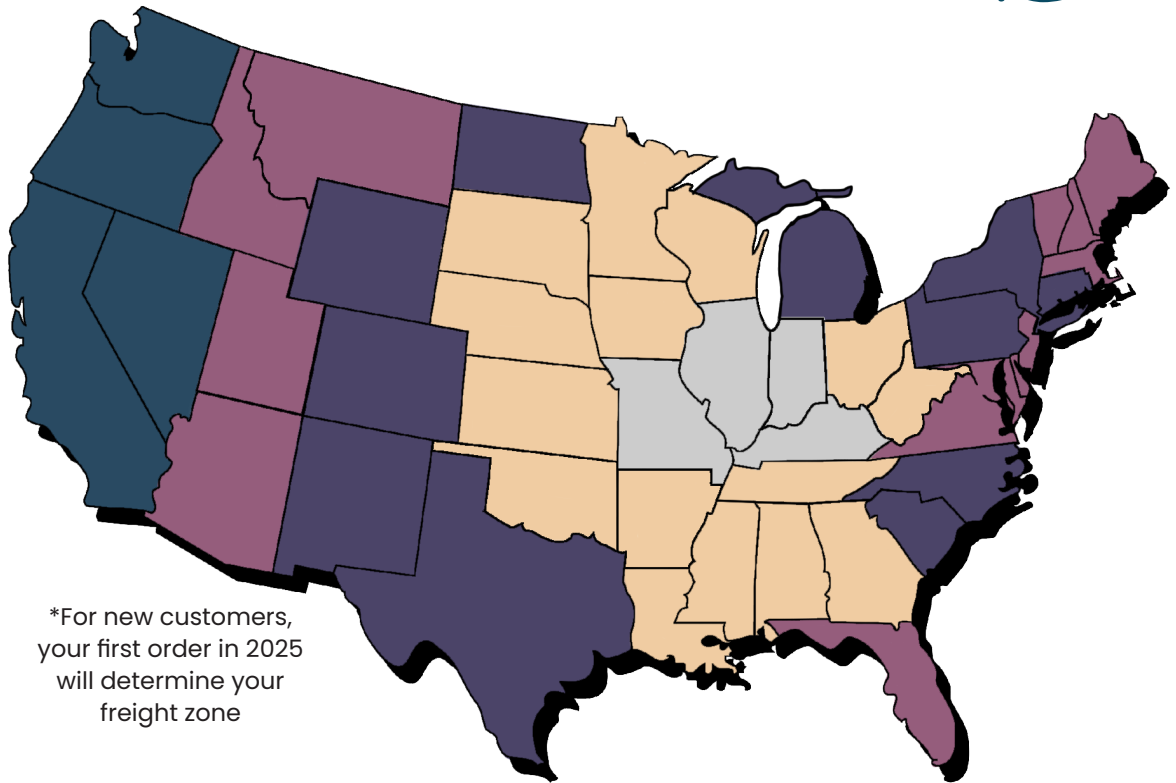 *For new customers,
your first order in 2025
will determine your
freight zone